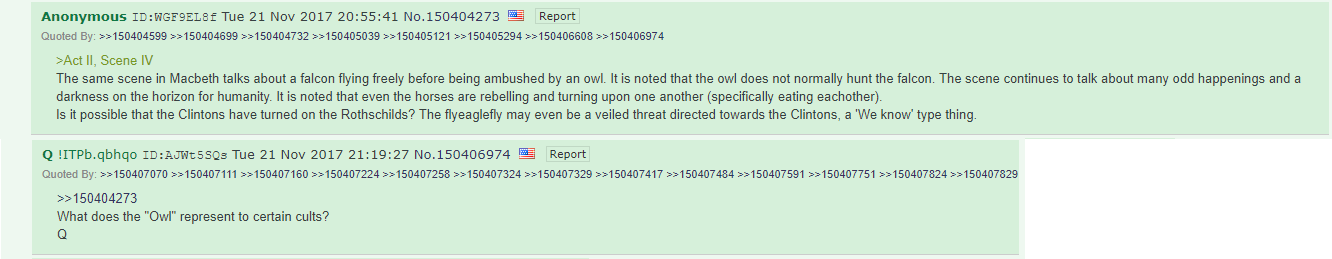 Anonymous ID:WGF9EL8f Tue 21 Nov 2017 20:55:41 No.150404273 Report
Quoted By: >>150404599 >>150404699 >>150404732 >>150405039 >>150405121 >>150405294 >>150406608 >>150406974
>Act II, Scene IV
The same scene in Macbeth talks about a falcon flying freely before being ambushed by an owl. It is noted that the owl does not normally hunt the falcon. The scene continues to talk about many odd happenings and a
darkness on the horizon for humanity. It is noted that even the horses are rebelling and turning upon one another (specifically eating eachother).
Is it possible that the Clintons have turned on the Rothschilds? The flyeaglefly may even be a veiled threat directed towards the Clintons, a 'We know' type thing.
Q !ITPb.qbhqo ID:AJWt5SQs Tue 21 Nov 2017 21:19:27 No.150406974 Report
Quoted By: >>150407070 >>150407111 >>150407160 >>150407224 >>150407258 >>150407324 >>150407329 >>150407417 >>150407484 >>150407591 >>150407751 >>150407824 >>150407829
>>150404273
What does the "Owl" represent to certain cults?
Q